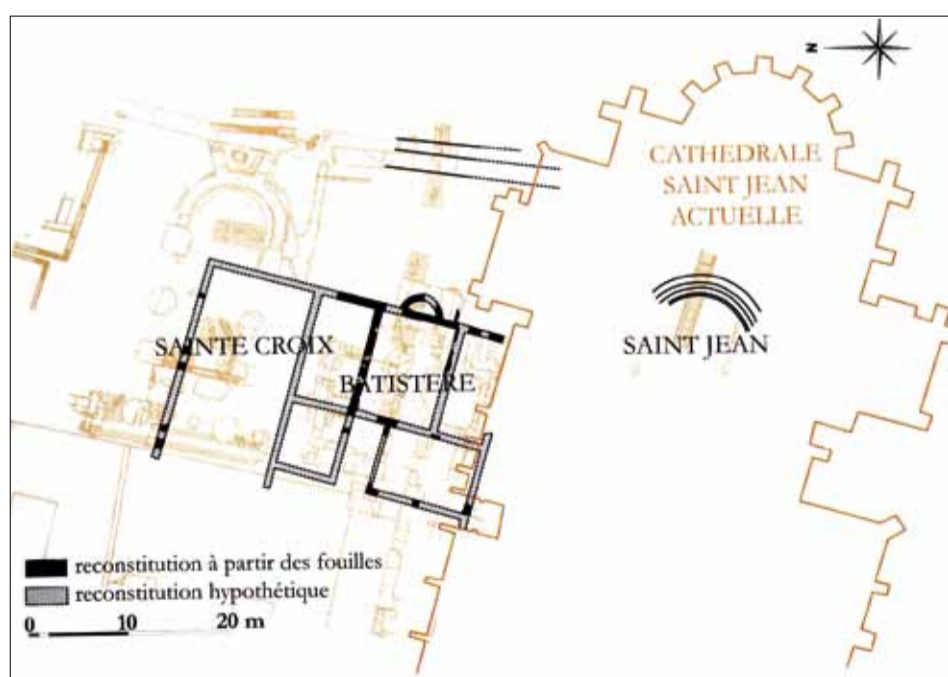 N
CATHEDRALE
SAINT JEAN
ACTUELLE
SAINTE CROIX
SAINT JEAN
BATISTERE
reconstitution à partir des fouilles
reconstitution hypothétique
0 10 20 m